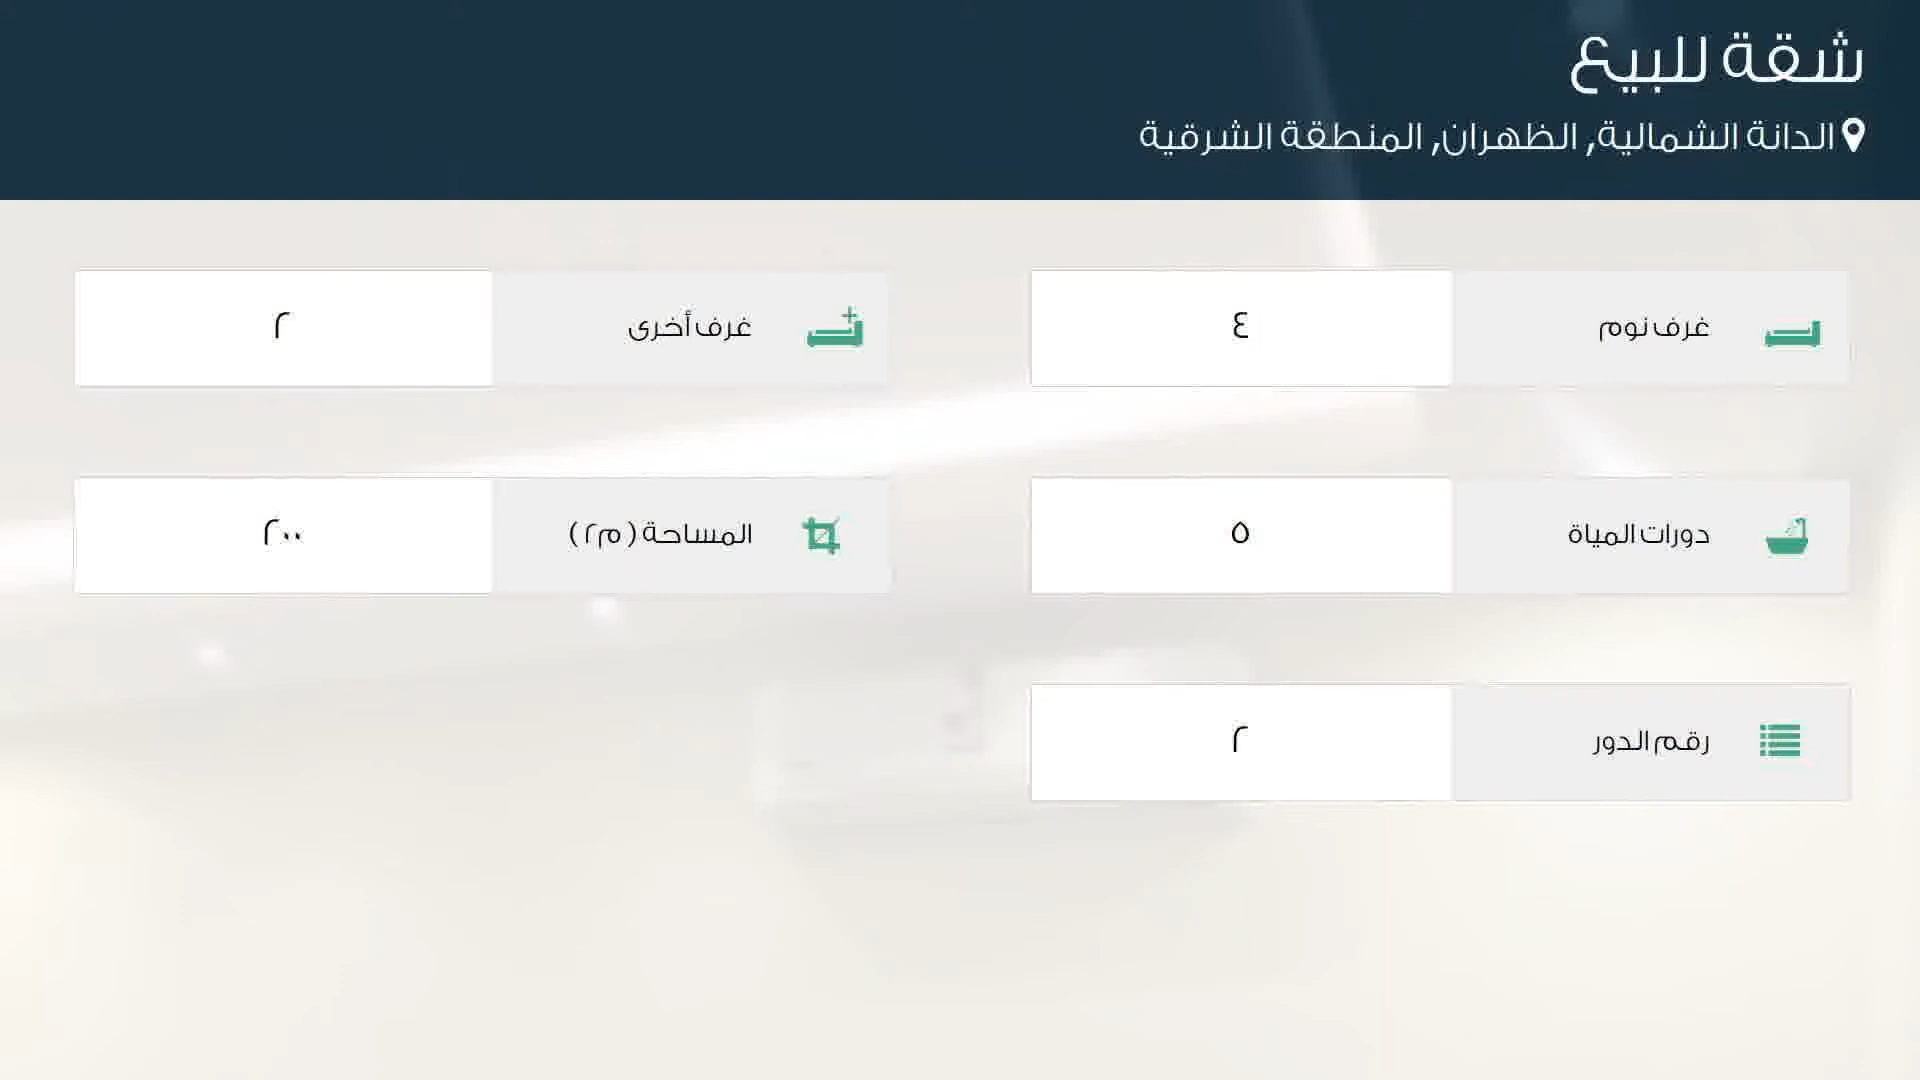 شقة للبيع
الدانة الشمالية, الظهران, المنطقة الشرقية
غرف نوم ٤
غرف أخرى ٢
دورات المياة ٥
المساحة (م٢) ٢٠٠
رقم الدور ٢